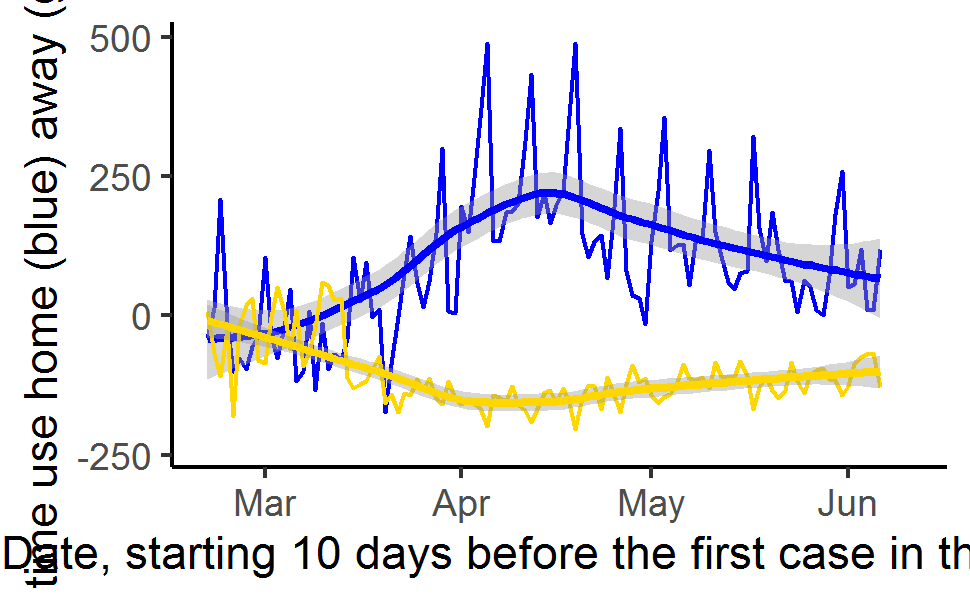 time use home (blue) away (
500
250
0
-250
Mar Apr May Jun
Date, starting 10 days before the first case in th